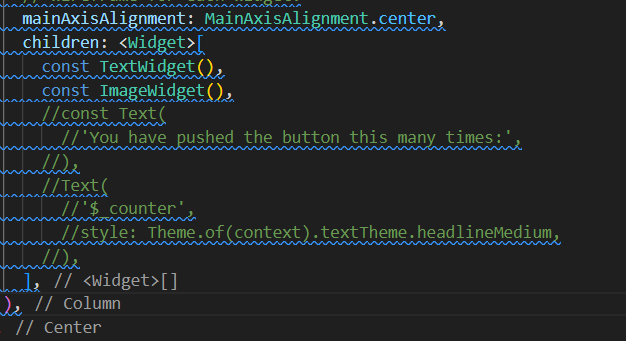 mainAxisAlignment: MainAxisAlignment.center,
children: <Widget>[
const TextWidget(),
const ImageWidget(),
//const Text(
//'You have pushed the button this many times:',
//),
//Text(
//'$_counter',
//style: Theme.of(context).textTheme.headlineMedium,
//),
], // <Widget>[]
), // Column
// Center